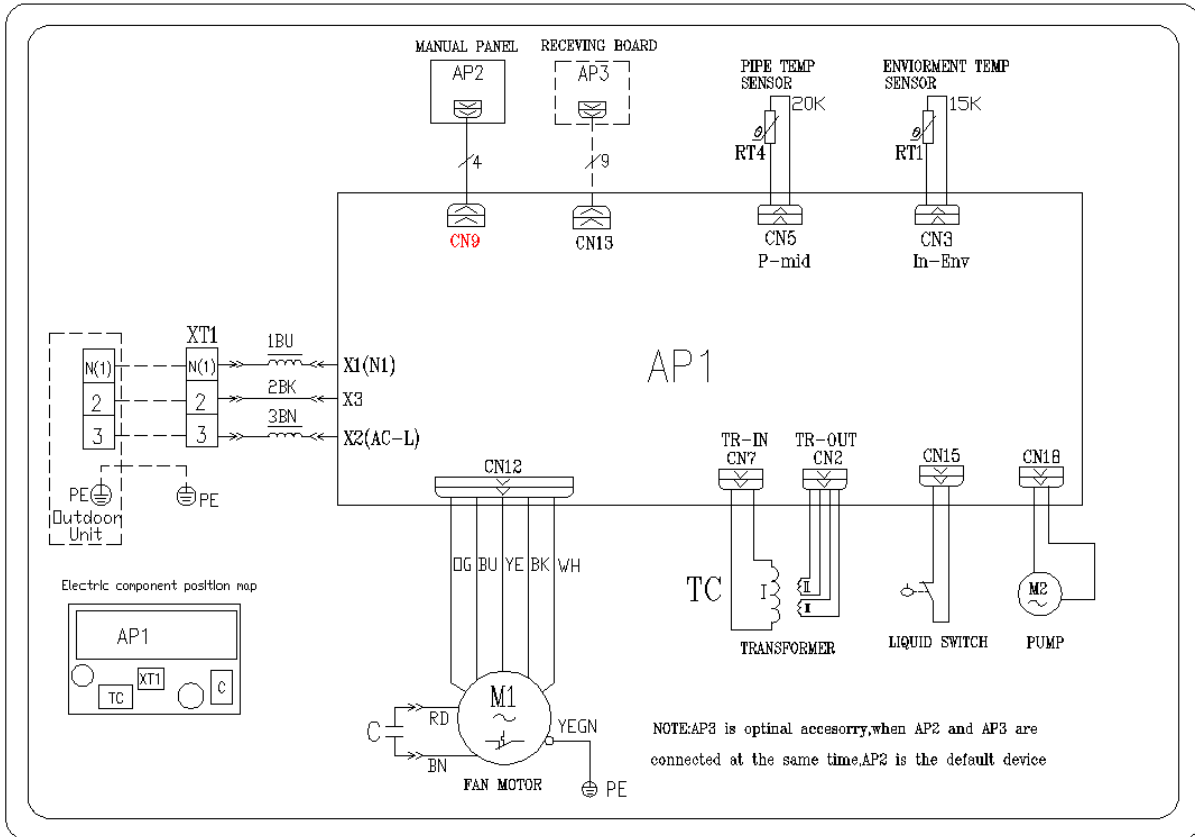 MANUAL PANEL
AP2
4
CN9
RECEVING BOARD
AP3
9
CN13
PIPE TEMP
SENSOR
20K
RT4
CN5
P-mid
ENVIORMENT TEMP
SENSOR
15K
RT1
CN3
In-Env
AP1
XT1
N(1)
N(1)
1BU
X1(N1)
2
2
2BK
X3
3
3
3BN
X2(AC-L)
PE
PE
Outdoor
Unit
CN12
OG
BU
YE
BK
WH
TR-IN
CN7
TR-OUT
CN2
CN15
CN18
TC
I
II
II
TRANSFORMER
LIQUID SWITCH
M2
PUMP
Electric component position map
AP1
XT1
TC
C
C
RD
BN
M1
YEGN
PE
FAN MOTOR
NOTE:AP3 is optinal accesorry,when AP2 and AP3 are
connected at the same time,AP2 is the default device